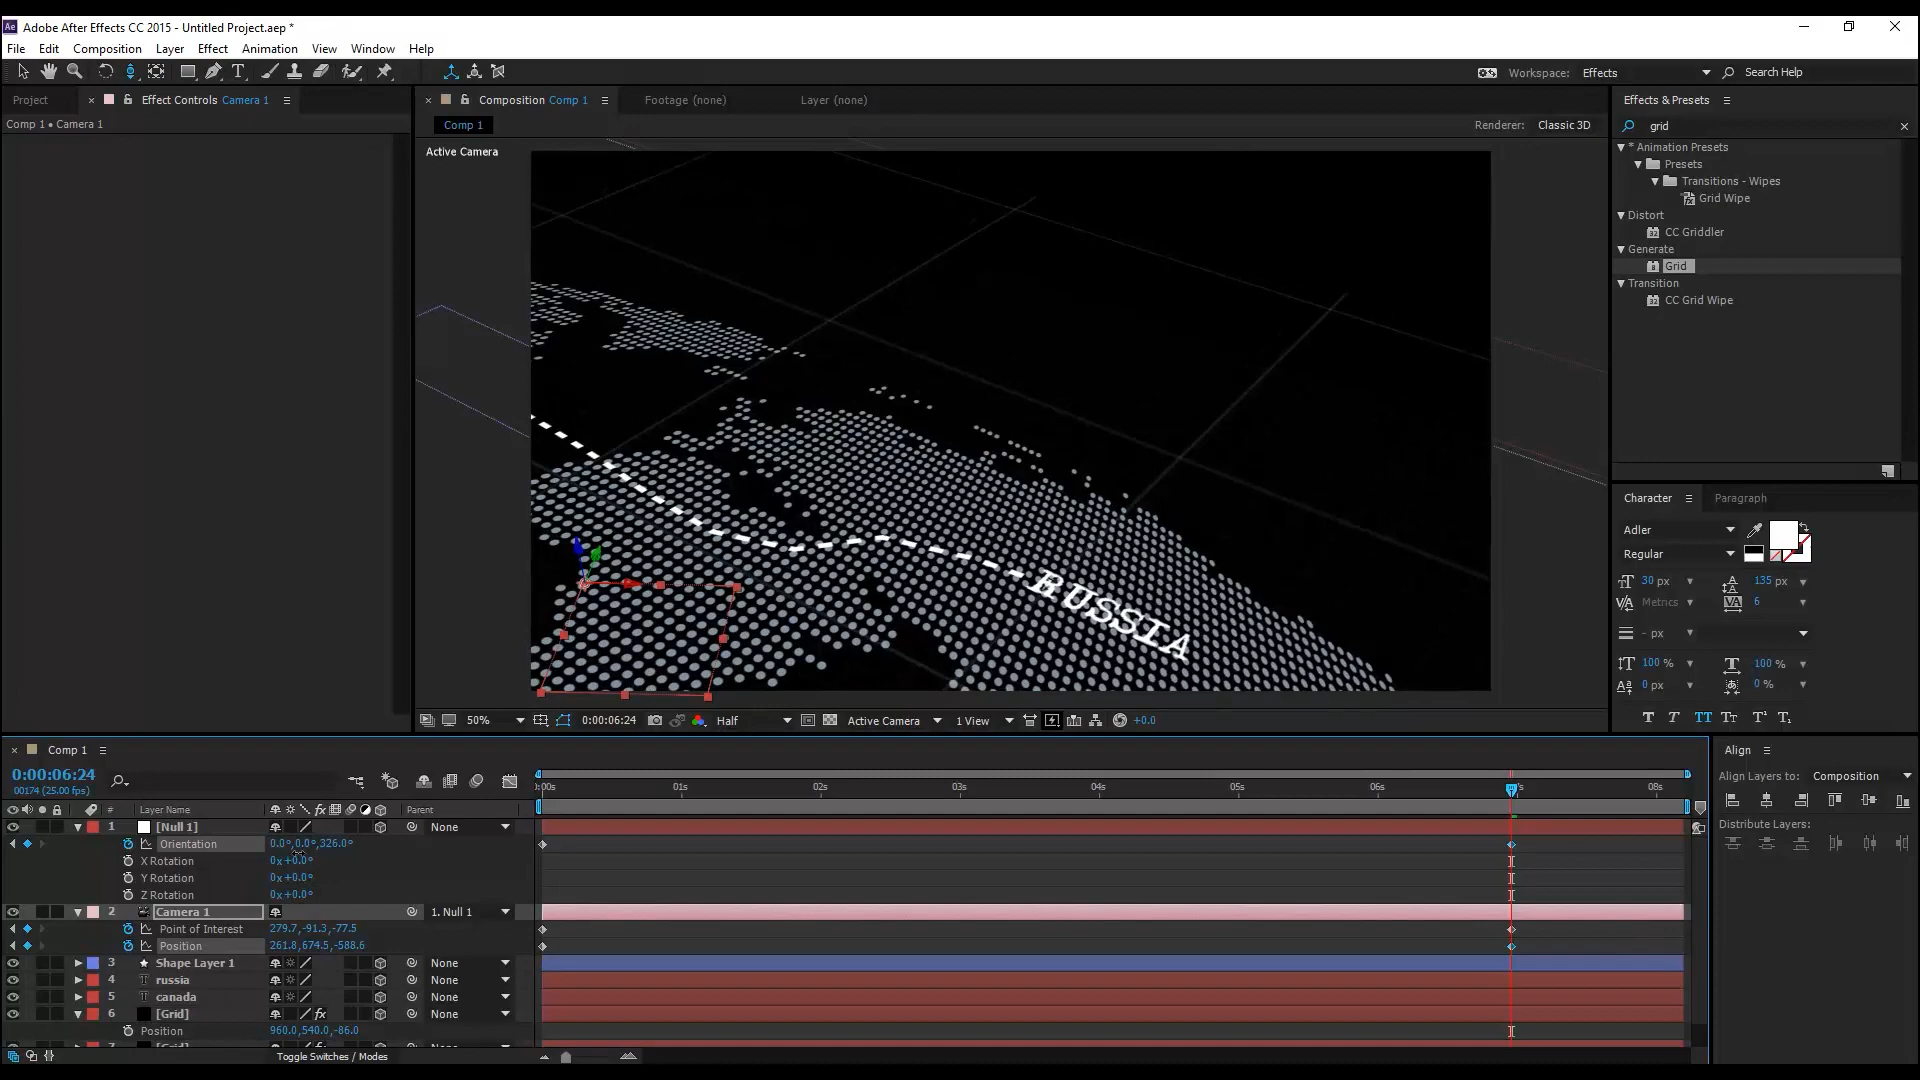 Ae Adobe After Effects CC 2015 - Untitled Project.aep *
File Edit Composition Layer Effect Animation View Window Help
Workspace: Effects Search Help
Project Effect Controls Camera 1
Comp 1 • Camera 1
Composition Comp 1 Footage (none) Layer (none)
Comp 1 Renderer: Classic 3D
Active Camera
RUSSIA
50% 0:00:06:24 Half Active Camera 1 View +0.0
Effects & Presets
grid
* Animation Presets
Presets
Transitions - Wipes
Grid Wipe
Distort
CC Griddler
Generate
Grid
Transition
CC Grid Wipe
Character Paragraph
Adler
Regular
30 px 135 px
Metrics 6
- px
100 % 100 %
0 px 0 %
Comp 1
0:00:06:24
00174 (25.00 fps)
:00s 01s 02s 03s 04s 05s 06s 08s
# Layer Name Parent
1 [Null 1] None
Orientation 0.0°,0.0°,326.0°
X Rotation 0x+0.0°
Y Rotation 0x+0.0°
Z Rotation 0x+0.0°
2 Camera 1 1. Null 1
Point of Interest 279.7,-91.3,-77.5
Position 261.8,674.5,-588.6
3 Shape Layer 1 None
4 russia None
5 canada None
6 [Grid] None
Position 960.0,540.0,-86.0
Toggle Switches / Modes
Align
Align Layers to: Composition
Distribute Layers: